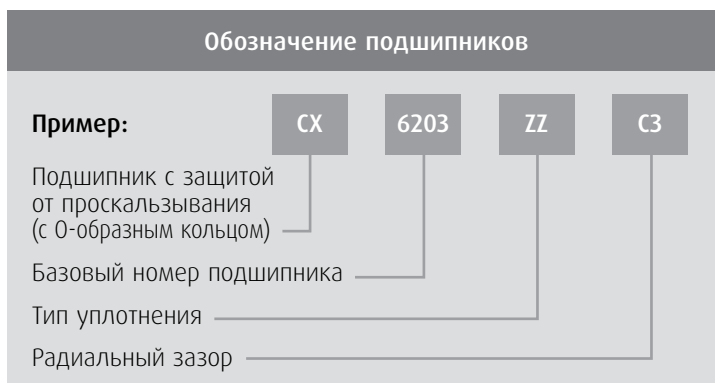 Обозначение подшипников
Пример: CX 6203 ZZ C3
Подшипник с защитой
от проскальзывания
(с О-образным кольцом)
Базовый номер подшипника
Тип уплотнения
Радиальный зазор